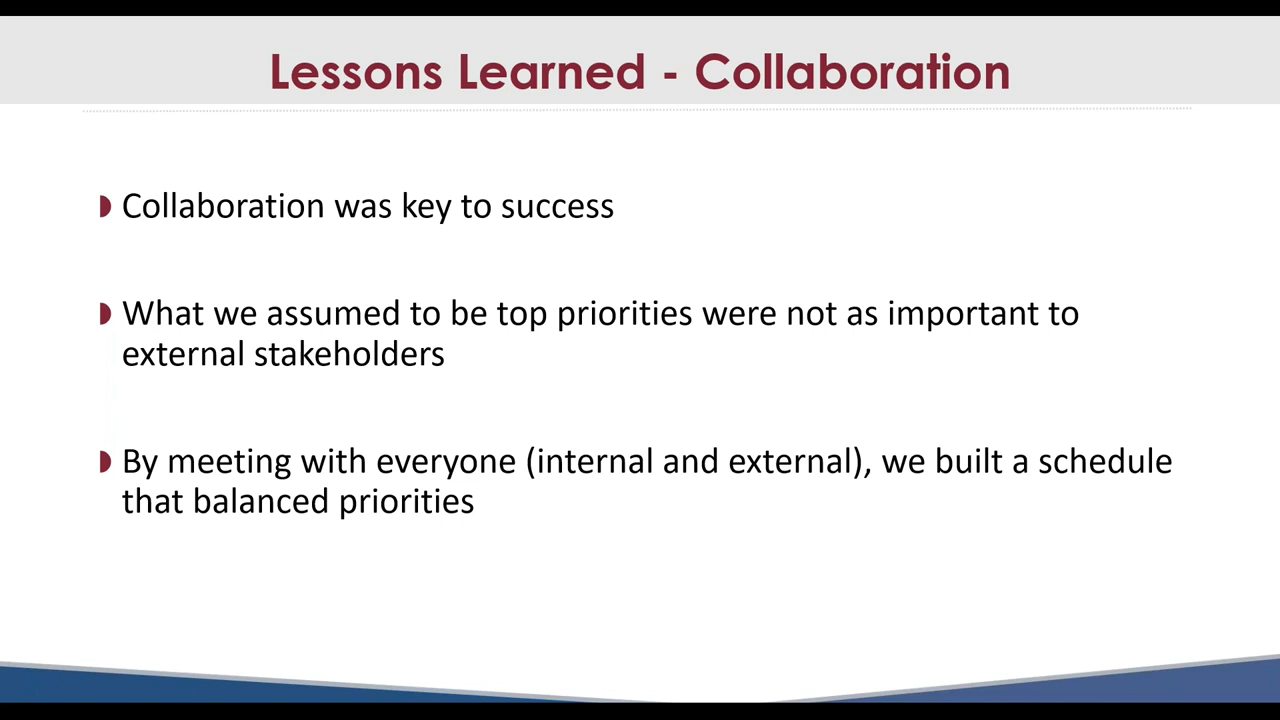 Lessons Learned - Collaboration
Collaboration was key to success
What we assumed to be top priorities were not as important to
external stakeholders
By meeting with everyone (internal and external), we built a schedule
that balanced priorities